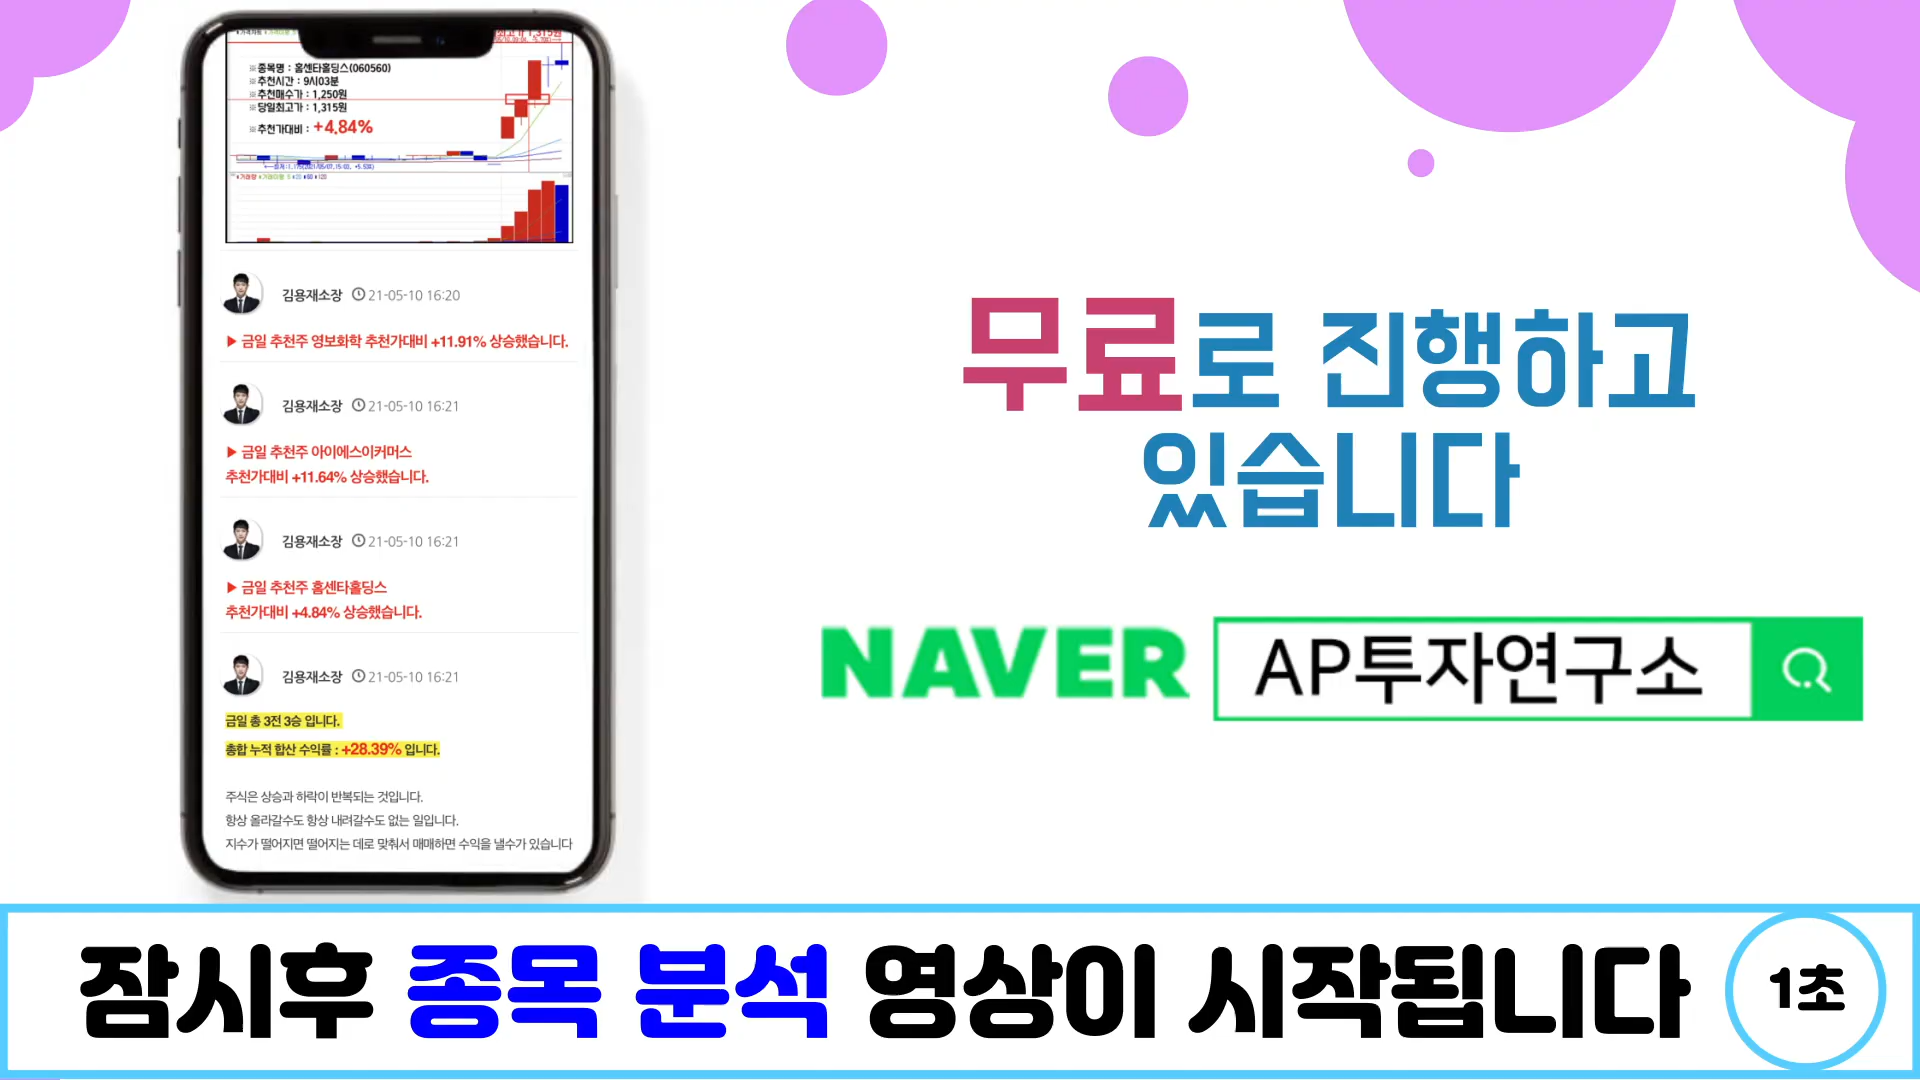 ※종목명 : 홈센타홀딩스(060560)
※추천시간 : 9시03분
※추천매수가 : 1,250원
※당일최고가 : 1,315원
※추천가대비 : +4.84%
김용재소장 21-05-10 16:20
▶ 금일 추천주 영보화학 추천가대비 +11.91% 상승했습니다.
김용재소장 21-05-10 16:21
▶ 금일 추천주 아이에스이커머스
추천가대비 +11.64% 상승했습니다.
김용재소장 21-05-10 16:21
▶ 금일 추천주 홈센타홀딩스
추천가대비 +4.84% 상승했습니다.
김용재소장 21-05-10 16:21
금일 총 3전 3승 입니다.
총합 누적 합산 수익률 : +28.39% 입니다.
주식은 상승과 하락이 반복되는 것입니다.
항상 올라갈수도 항상 내려갈수도 없는 일입니다.
지수가 떨어지면 떨어지는 데로 맞춰서 매매하면 수익을 낼수가 있습니다
무료로 진행하고
있습니다
NAVER AP투자연구소
잠시후 종목 분석 영상이 시작됩니다 1초